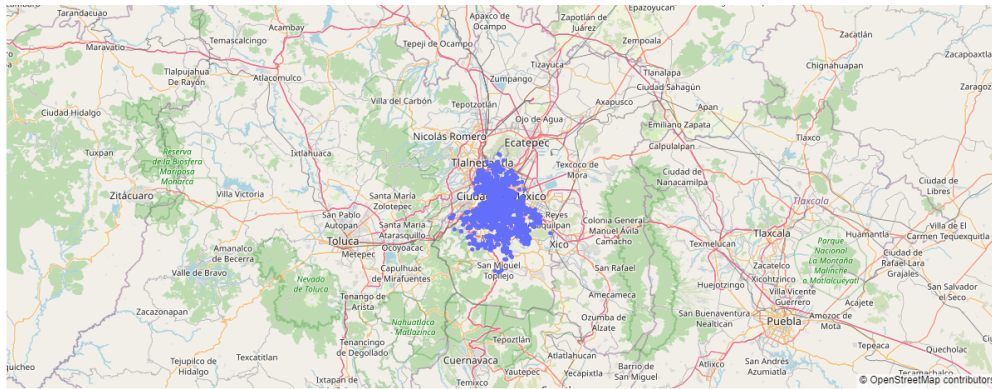 Tarandacuao
Acambay
Apaxco de
Ocampo
Zapotlán de
Juárez
Epazoyucan
Zacatlán
Maravatio
Temascalcingo
Tepeji de Ocampo
Zempoala
Zacapoaxtla
Tlalpujahua
De Rayón
Atlacomulco
Tizayuca
Tlanalapa
Chignahuapan
Zumpango
Ciudad Sahagún
Zaragoza
Ciudad Hidalgo
Villa del Carbón
Tepotzotlán
Axapusco
Apan
Ojo de Agua
Emiliano Zapata
Tlaxco
Nicolás Romero
Ecatepec
Calpulalpan
Tuxpan
Reserva
de la Biosfera
Mariposa
Monarca
Ixtlahuaca
Texcoco de
Mora
Ciudad de
Nanacamilpa
Ciudad de
Libres
Zitácuaro
Villa Victoria
Santa María
Zolotepec
Tlaxcala
San Pablo
Autopan
Santa Maria
Atarasquillo
Reyes
Colonia General
Manuel Ávila
Camacho
Villa de El
Carmen Tequexquitla
Toluca
Metepec
Ocoyoacac
Xico
Texmelucan
Tlaxcala
Huamantla
Amanalco
de Becerra
Parque
Nacional
La Montaña
Malinche
o Matlalcueyatl
Ciudad de
Rafael Lara
Grajales
Valle de Bravo
Capulhuac
de Mirafuentes
San Miguel
Topilejo
San Rafael
Zacatelco
Xicohtzinco
Nevado
de Toluca
Huejotzingo
Villa Vicente
Guerrero
San Salvador
el Seco
Zacazonapan
Tenango de
Arista
Amecameca
Acajete
Nahuatlaca
Matlazinca
Ozumba de
Alzate
San Buenaventura
Nealtican
Puebla
Amozoc de
Mota
Tenancingo
de Degollado
Tepoztlán
Tepeaca
Quecholac
Tejupilco de
Hidalgo
Texcatitlan
Cuernavaca
Atlatlahucan
Atlixco
San Andrés
Azumiatla
Ixtapan de
Temixco
Yautepec
Yecapixtla
Barrio de
San Miguel
Tecamachalco
© OpenStreetMap contributors